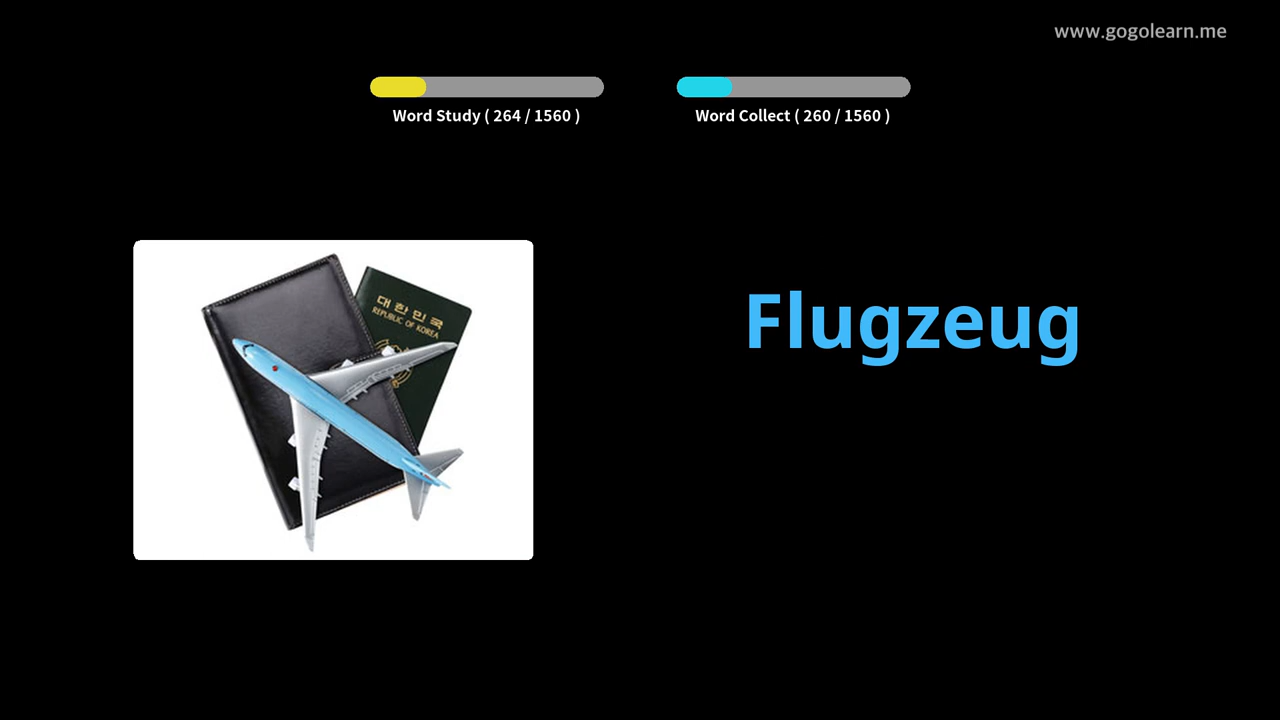 www.gogolearn.me
Word Study ( 264 / 1560 )
Word Collect ( 260 / 1560 )
대한민국
REPUBLIC OF KOREA
Flugzeug